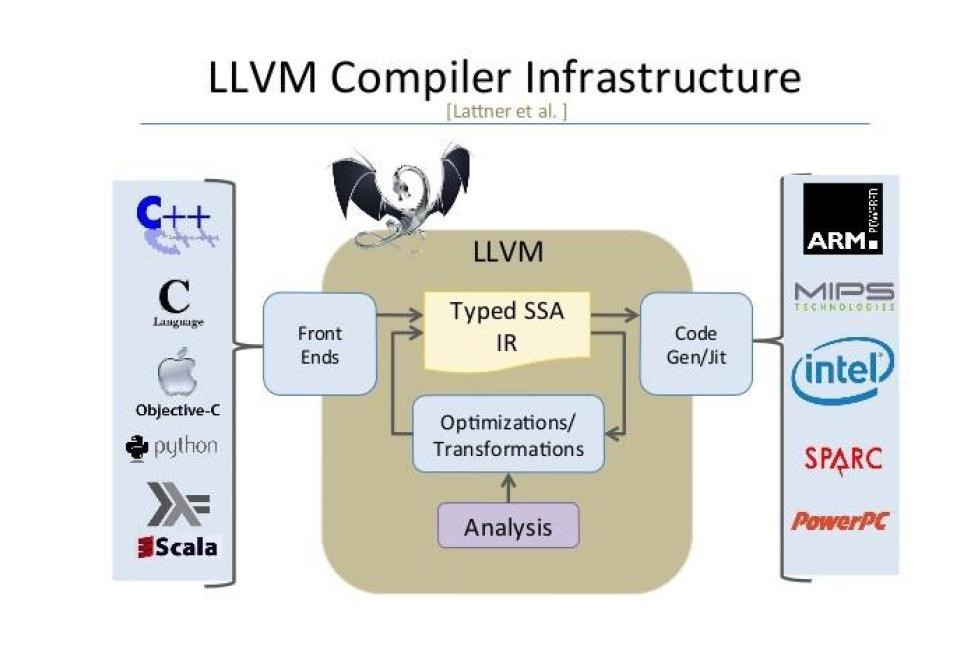 LLVM Compiler Infrastructure
[Lattner et al. ]
C++
C
Language
Objective-C
python
Scala
LLVM
Front
Ends
Typed SSA
IR
Code
Gen/Jit
Optimizations/
Transformations
Analysis
ARM POWERED
MIPS
TECHNOLOGIES
intel
SPARC
PowerPC